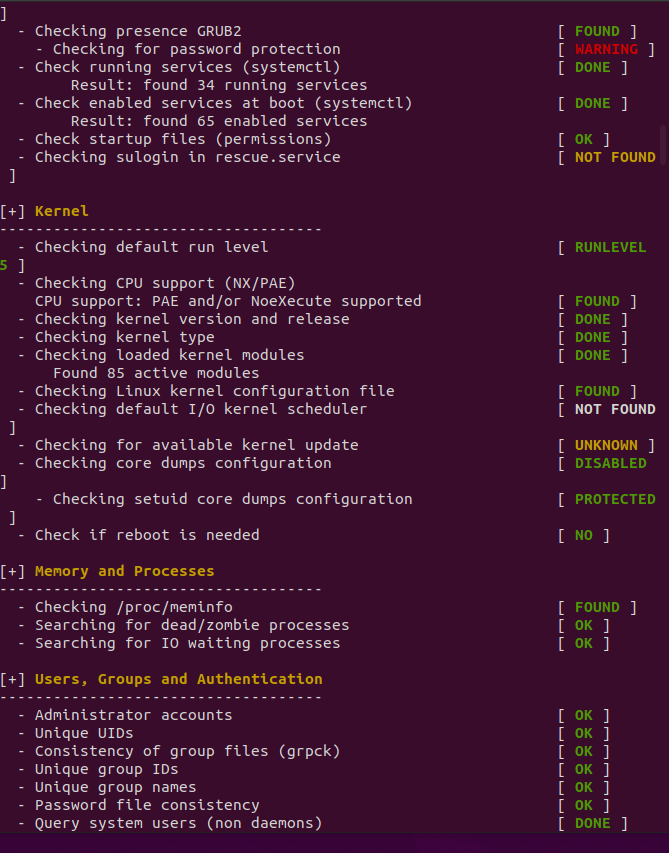 ]
  - Checking presence GRUB2                                   [ FOUND ]
    - Checking for password protection                        [ WARNING ]
  - Check running services (systemctl)                        [ DONE ]
        Result: found 34 running services
  - Check enabled services at boot (systemctl)                [ DONE ]
        Result: found 65 enabled services
  - Check startup files (permissions)                         [ OK ]
  - Checking sulogin in rescue.service                        [ NOT FOUND
 ]
[+] Kernel
------------------------------------
  - Checking default run level                                [ RUNLEVEL
5 ]
  - Checking CPU support (NX/PAE)
    CPU support: PAE and/or NoeXecute supported               [ FOUND ]
  - Checking kernel version and release                       [ DONE ]
  - Checking kernel type                                      [ DONE ]
  - Checking loaded kernel modules                            [ DONE ]
      Found 85 active modules
  - Checking Linux kernel configuration file                  [ FOUND ]
  - Checking default I/O kernel scheduler                     [ NOT FOUND
 ]
  - Checking for available kernel update                      [ UNKNOWN ]
  - Checking core dumps configuration                         [ DISABLED
]
    - Checking setuid core dumps configuration                [ PROTECTED
 ]
  - Check if reboot is needed                                 [ NO ]
[+] Memory and Processes
------------------------------------
  - Checking /proc/meminfo                                    [ FOUND ]
  - Searching for dead/zombie processes                       [ OK ]
  - Searching for IO waiting processes                        [ OK ]
[+] Users, Groups and Authentication
------------------------------------
  - Administrator accounts                                    [ OK ]
  - Unique UIDs                                               [ OK ]
  - Consistency of group files (grpck)                        [ OK ]
  - Unique group IDs                                          [ OK ]
  - Unique group names                                        [ OK ]
  - Password file consistency                                 [ OK ]
  - Query system users (non daemons)                          [ DONE ]